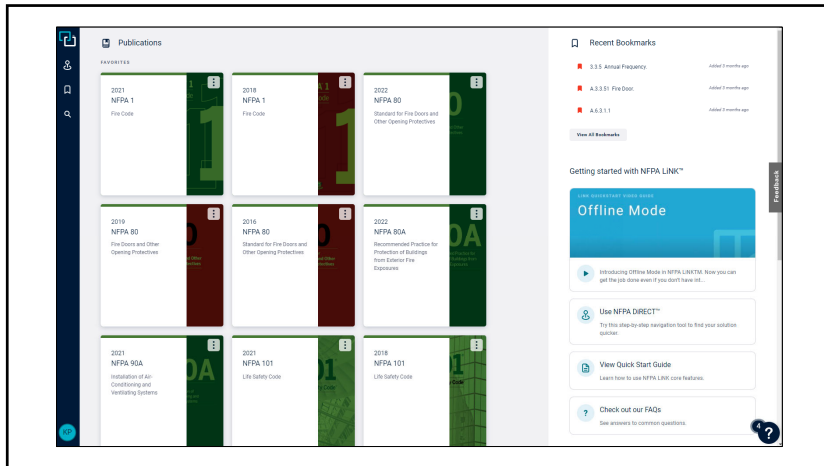 Publications
FAVORITES
2021
NFPA 1
Fire Code
2018
NFPA 1
Fire Code
2022
NFPA 80
Standard for Fire Doors and
Other Opening Protectives
2019
NFPA 80
Fire Doors and Other
Opening Protectives
2016
NFPA 80
Standard for Fire Doors and
Other Opening Protectives
2022
NFPA 80A
Recommended Practice for
Protection of Buildings
from Exterior Fire
Exposures
2021
NFPA 90A
Installation of Air-
Conditioning and
Ventilating Systems
2021
NFPA 101
Life Safety Code
2018
NFPA 101
Life Safety Code
KP
Recent Bookmarks
3.3.5 Annual Frequency.
Added 3 months ago
A.3.3.51 Fire Door.
Added 3 months ago
A.6.3.1.1
Added 3 months ago
View All Bookmarks
Getting started with NFPA LiNK™
LINK QUICKSTART VIDEO GUIDE
Offline Mode
Introducing Offline Mode in NFPA LINKTM. Now you can
get the job done even if you don't have int...
Use NFPA DiRECT™
Try this step-by-step navigation tool to find your solution
quicker.
View Quick Start Guide
Learn how to use NFPA LiNK core features.
Check out our FAQs
See answers to common questions.
Feedback
4
?